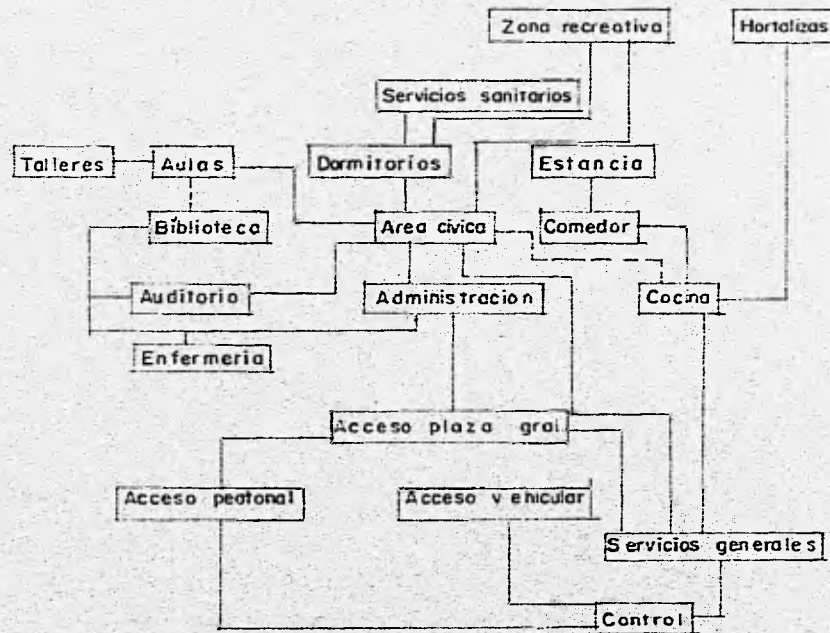 Zona recreativa
Hortalizas
Servicios sanitarios
Talleres
Aulas
Dormitorios
Estancia
Biblioteca
Area civica
Comedor
Auditorio
Administracion
Cocina
Enfermeria
Acceso plaza gral.
Acceso peatonal
Acceso vehicular
Servicios generales
Control